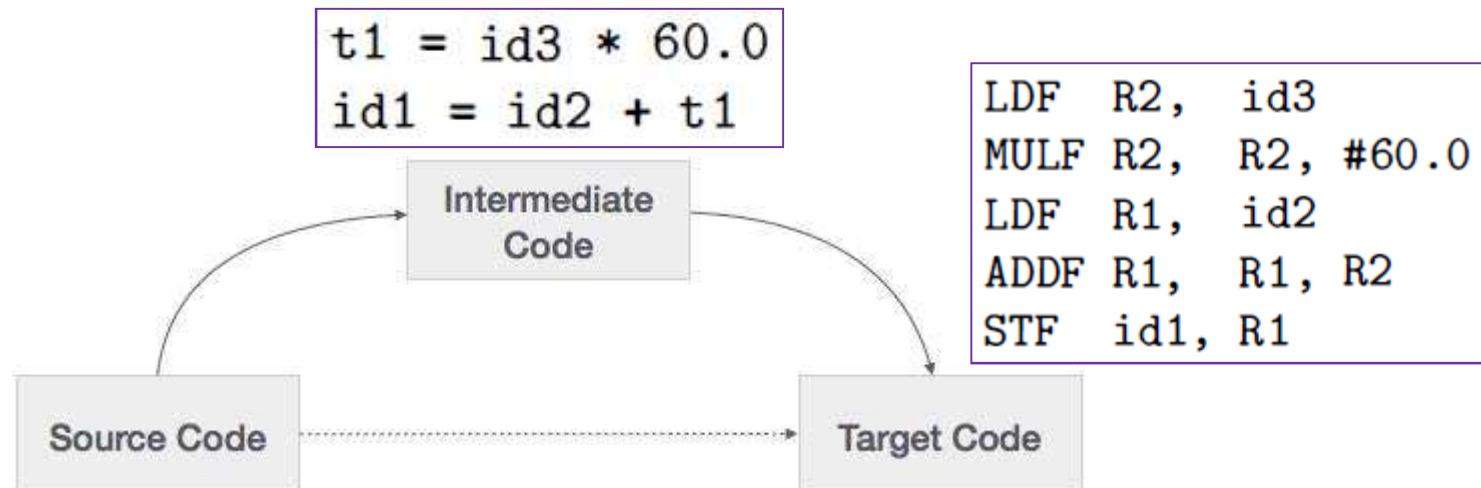 t1 = id3 * 60.0
id1 = id2 + t1
LDF R2, id3
MULF R2, R2, #60.0
LDF R1, id2
ADDF R1, R1, R2
STF id1, R1
Intermediate
Code
Source Code
Target Code